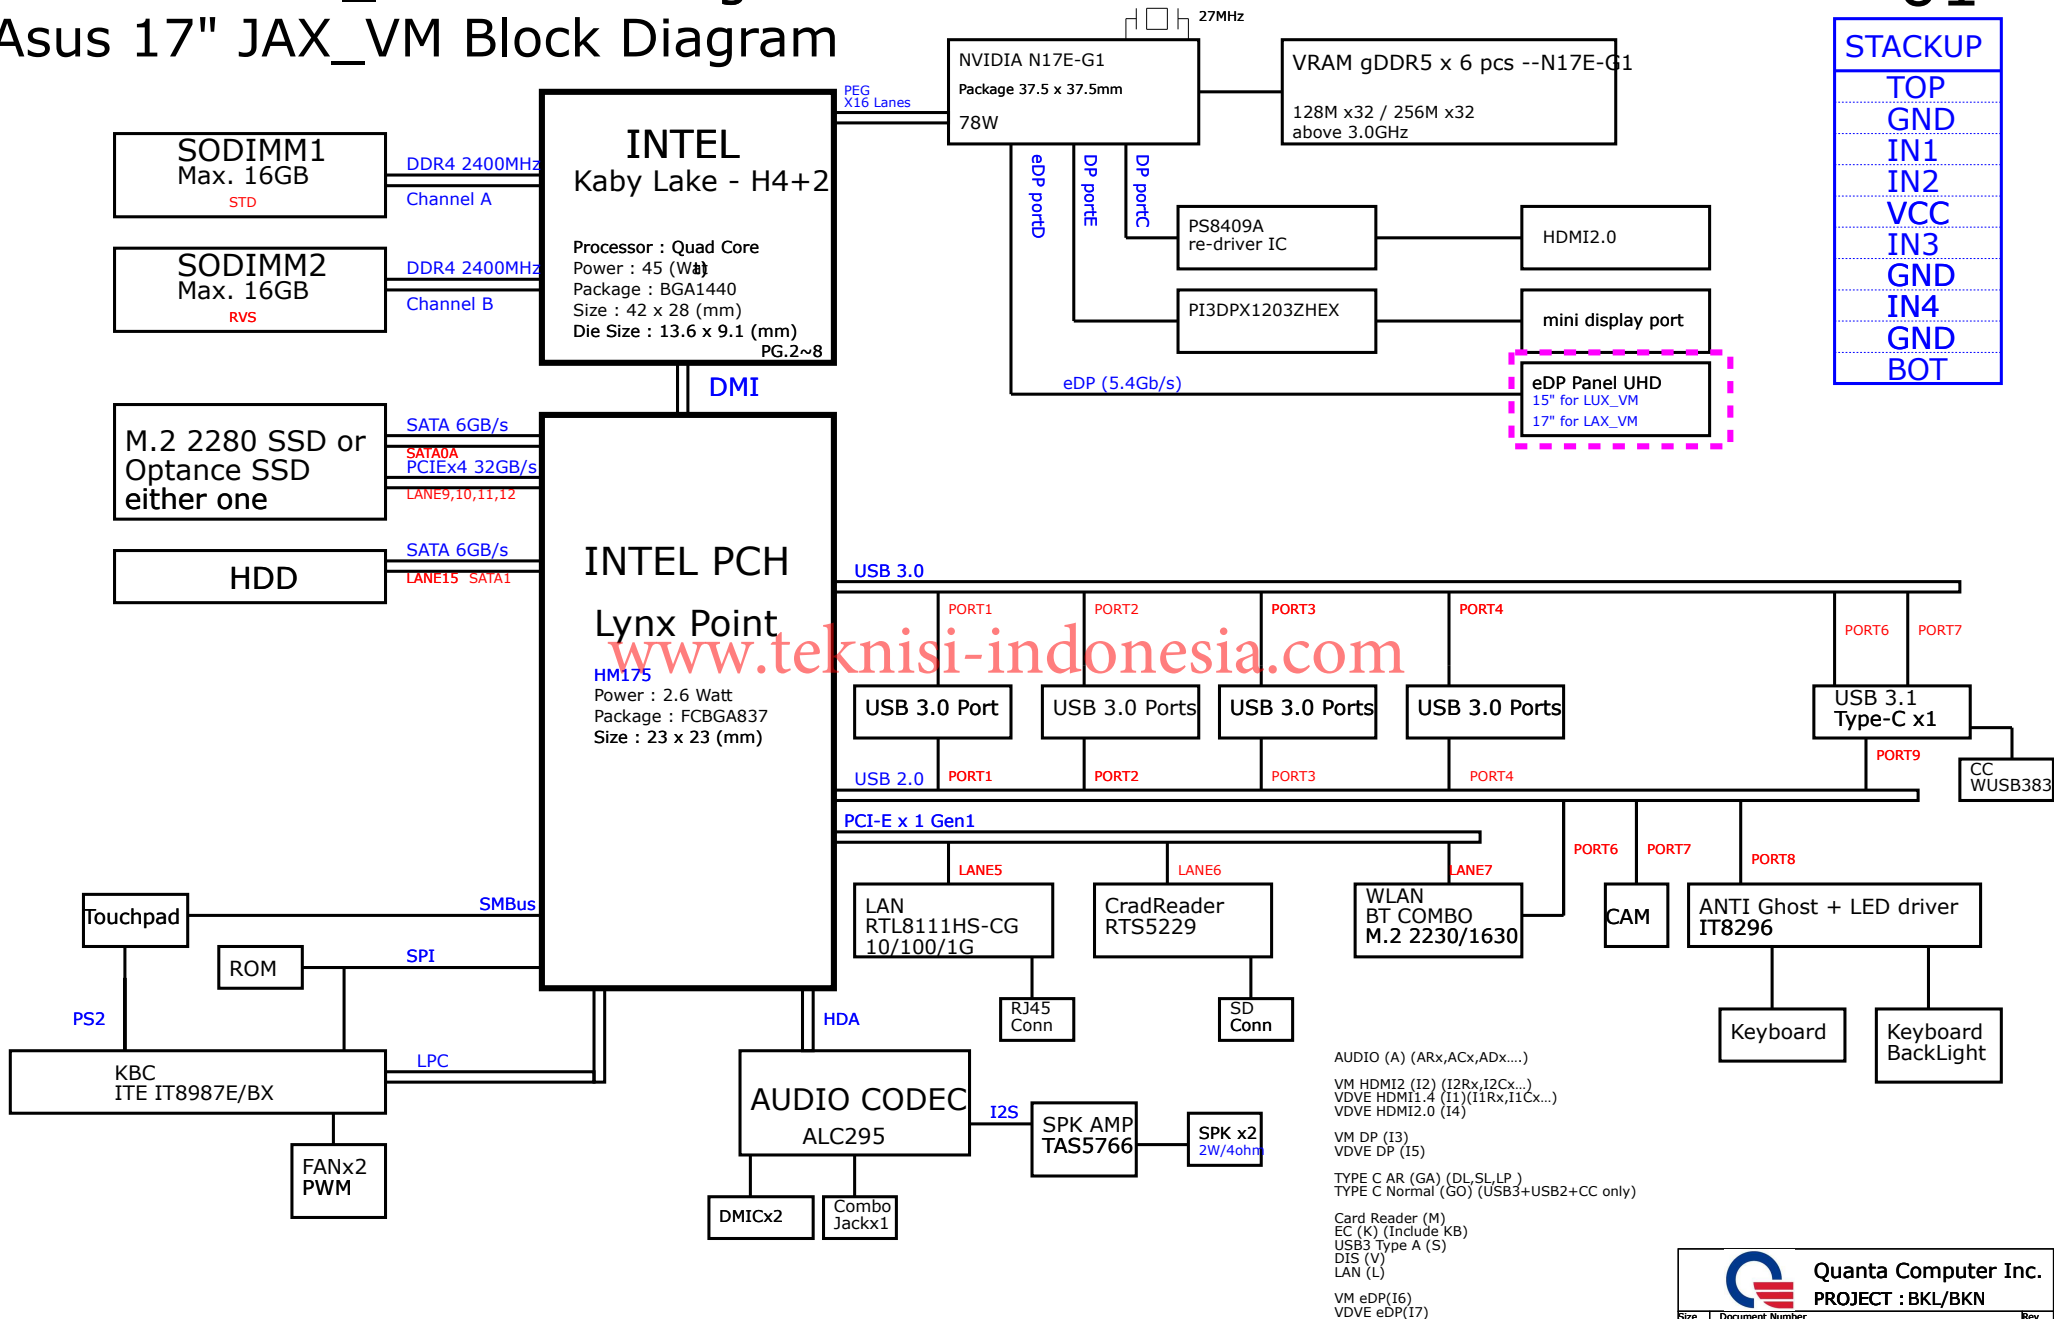 Asus 17" JAX_VM Block Diagram
01
STACKUP
TOP
GND
IN1
IN2
VCC
IN3
GND
IN4
GND
BOT
27MHz
NVIDIA N17E-G1
Package 37.5 x 37.5mm
78W
VRAM gDDR5 x 6 pcs --N17E-G1
128M x32 / 256M x32
above 3.0GHz
PEG
X16 Lanes
INTEL
Kaby Lake - H4+2
Processor : Quad Core
Power : 45 (Watt)
Package : BGA1440
Size : 42 x 28 (mm)
Die Size : 13.6 x 9.1 (mm)
PG.2~8
SODIMM1
Max. 16GB
STD
DDR4 2400MHz
Channel A
SODIMM2
Max. 16GB
RVS
DDR4 2400MHz
Channel B
eDP portD
DP portE
DP portC
PS8409A
re-driver IC
HDMI2.0
PI3DPX1203ZHEX
mini display port
eDP (5.4Gb/s)
eDP Panel UHD
15" for LUX_VM
17" for LAX_VM
DMI
M.2 2280 SSD or
Optance SSD
either one
SATA 6GB/s
SATA0A
PCIEx4 32GB/s
LANE9,10,11,12
HDD
SATA 6GB/s
LANE15 SATA1
INTEL PCH
Lynx Point
HM175
Power : 2.6 Watt
Package : FCBGA837
Size : 23 x 23 (mm)
www.teknisi-indonesia.com
USB 3.0
PORT1
PORT2
PORT3
PORT4
PORT6
PORT7
USB 3.0 Port
USB 3.0 Ports
USB 3.0 Ports
USB 3.0 Ports
USB 3.1
Type-C x1
PORT9
CC
WUSB383
USB 2.0
PORT1
PORT2
PORT3
PORT4
PCI-E x 1 Gen1
LANE5
LANE6
LANE7
PORT6
PORT7
PORT8
LAN
RTL8111HS-CG
10/100/1G
CradReader
RTS5229
WLAN
BT COMBO
M.2 2230/1630
CAM
ANTI Ghost + LED driver
IT8296
RJ45
Conn
SD
Conn
Keyboard
Keyboard
BackLight
Touchpad
SMBus
ROM
SPI
PS2
KBC
ITE IT8987E/BX
LPC
FANx2
PWM
HDA
AUDIO CODEC
ALC295
I2S
SPK AMP
TAS5766
SPK x2
2W/4ohm
DMICx2
Combo
Jackx1
AUDIO (A) (ARx,ACx,ADx....)
VM HDMI2 (I2) (I2Rx,I2Cx...)
VDVE HDMI1.4 (I1)(I1Rx,I1Cx...)
VDVE HDMI2.0 (I4)
VM DP (I3)
VDVE DP (I5)
TYPE C AR (GA) (DL,SL,LP )
TYPE C Normal (GO) (USB3+USB2+CC only)
Card Reader (M)
EC (K) (Include KB)
USB3 Type A (S)
DIS (V)
LAN (L)
VM eDP(I6)
VDVE eDP(I7)
Quanta Computer Inc.
PROJECT : BKL/BKN
Size Document Number Rev